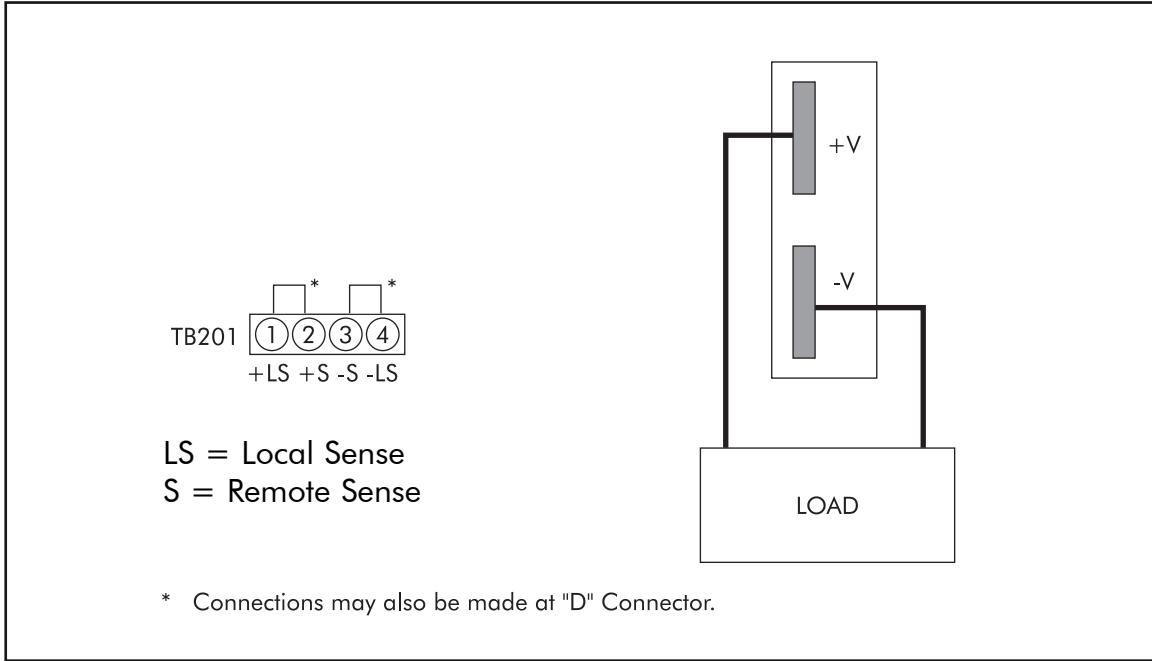 +V
-V
* *
TB201 1 2 3 4
+LS +S -S -LS
LS = Local Sense
S = Remote Sense
LOAD
* Connections may also be made at "D" Connector.